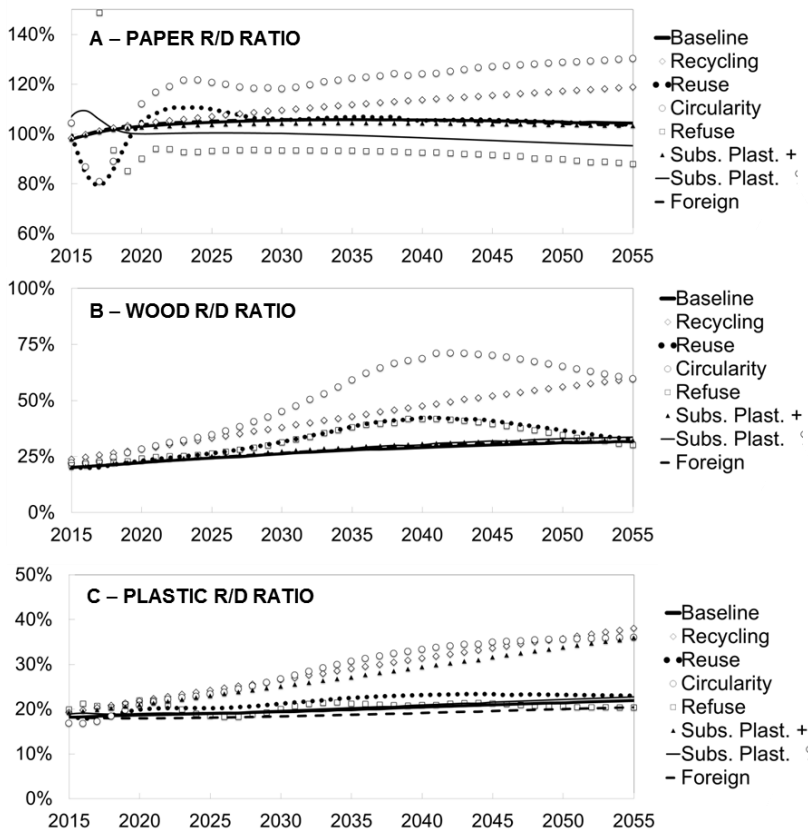 A – PAPER R/D RATIO
140%
120%
100%
80%
60%
2015 2020 2025 2030 2035 2040 2045 2050 2055
Baseline
Recycling
Reuse
Circularity
Refuse
Subs. Plast. +
Subs. Plast.
Foreign
B – WOOD R/D RATIO
100%
75%
50%
25%
0%
2015 2020 2025 2030 2035 2040 2045 2050 2055
Baseline
Recycling
Reuse
Circularity
Refuse
Subs. Plast. +
Subs. Plast.
Foreign
C – PLASTIC R/D RATIO
50%
40%
30%
20%
10%
0%
2015 2020 2025 2030 2035 2040 2045 2050 2055
Baseline
Recycling
Reuse
Circularity
Refuse
Subs. Plast. +
Subs. Plast.
Foreign